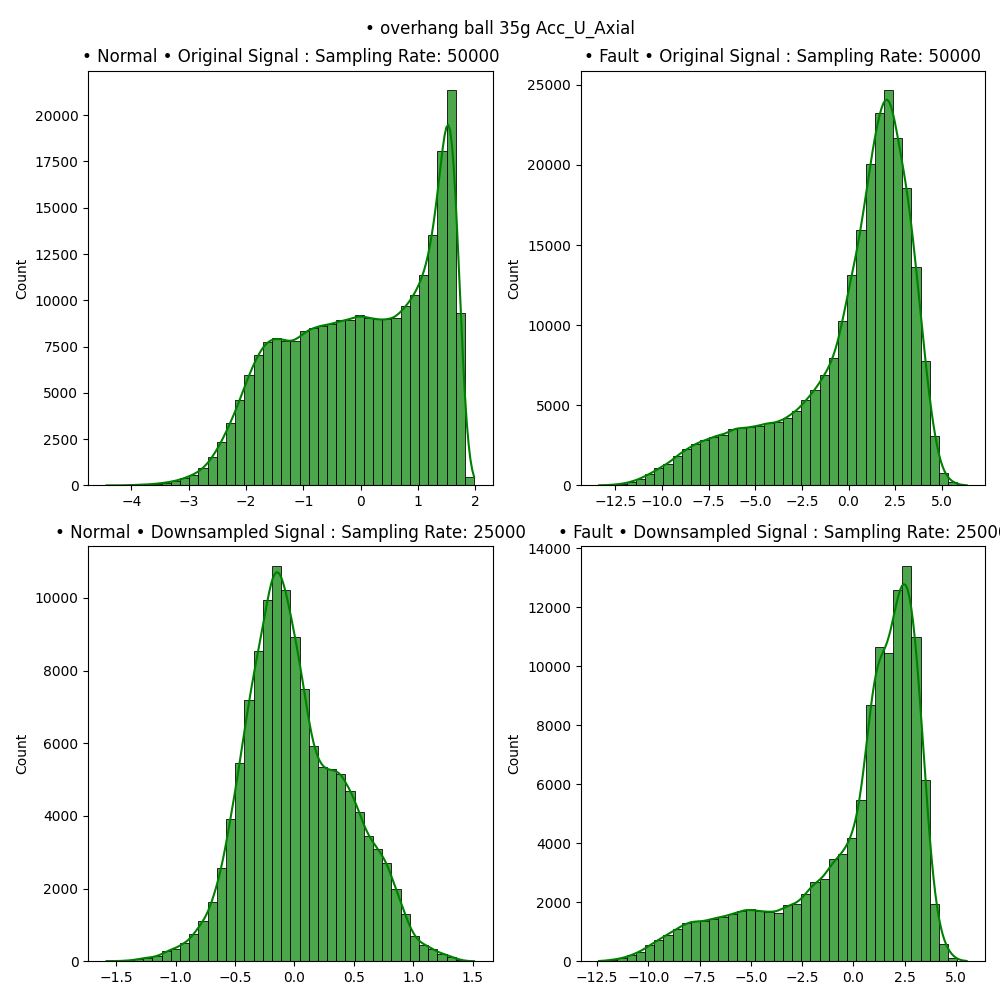 • overhang ball 35g Acc_U_Axial
• Normal • Original Signal : Sampling Rate: 50000
Count
20000
17500
15000
12500
10000
7500
5000
2500
0
−4 −3 −2 −1 0 1 2
• Fault • Original Signal : Sampling Rate: 50000
Count
25000
20000
15000
10000
5000
0
−12.5 −10.0 −7.5 −5.0 −2.5 0.0 2.5 5.0
• Normal • Downsampled Signal : Sampling Rate: 25000
Count
10000
8000
6000
4000
2000
0
−1.5 −1.0 −0.5 0.0 0.5 1.0 1.5
• Fault • Downsampled Signal : Sampling Rate: 25000
Count
14000
12000
10000
8000
6000
4000
2000
0
−12.5 −10.0 −7.5 −5.0 −2.5 0.0 2.5 5.0